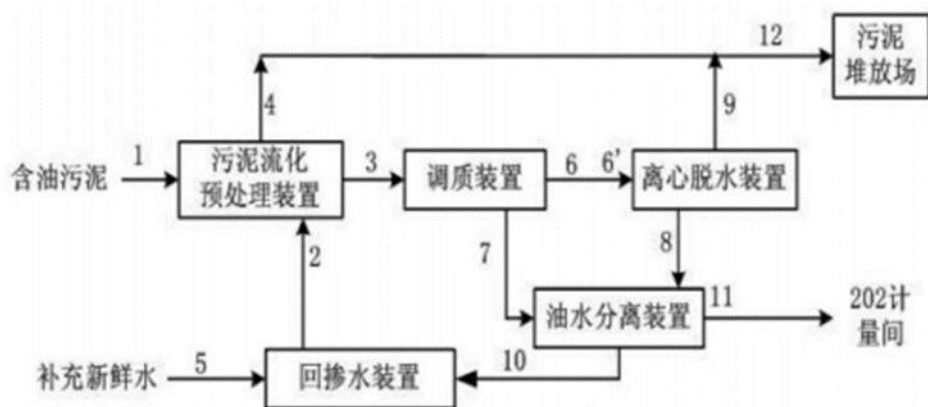 12
污泥
堆放场
4
9
含油污泥
1
污泥流化
预处理装置
3
调质装置
6
6'
离心脱水装置
2
7
8
油水分离装置
11
202计
量间
补充新鲜水
5
回掺水装置
10